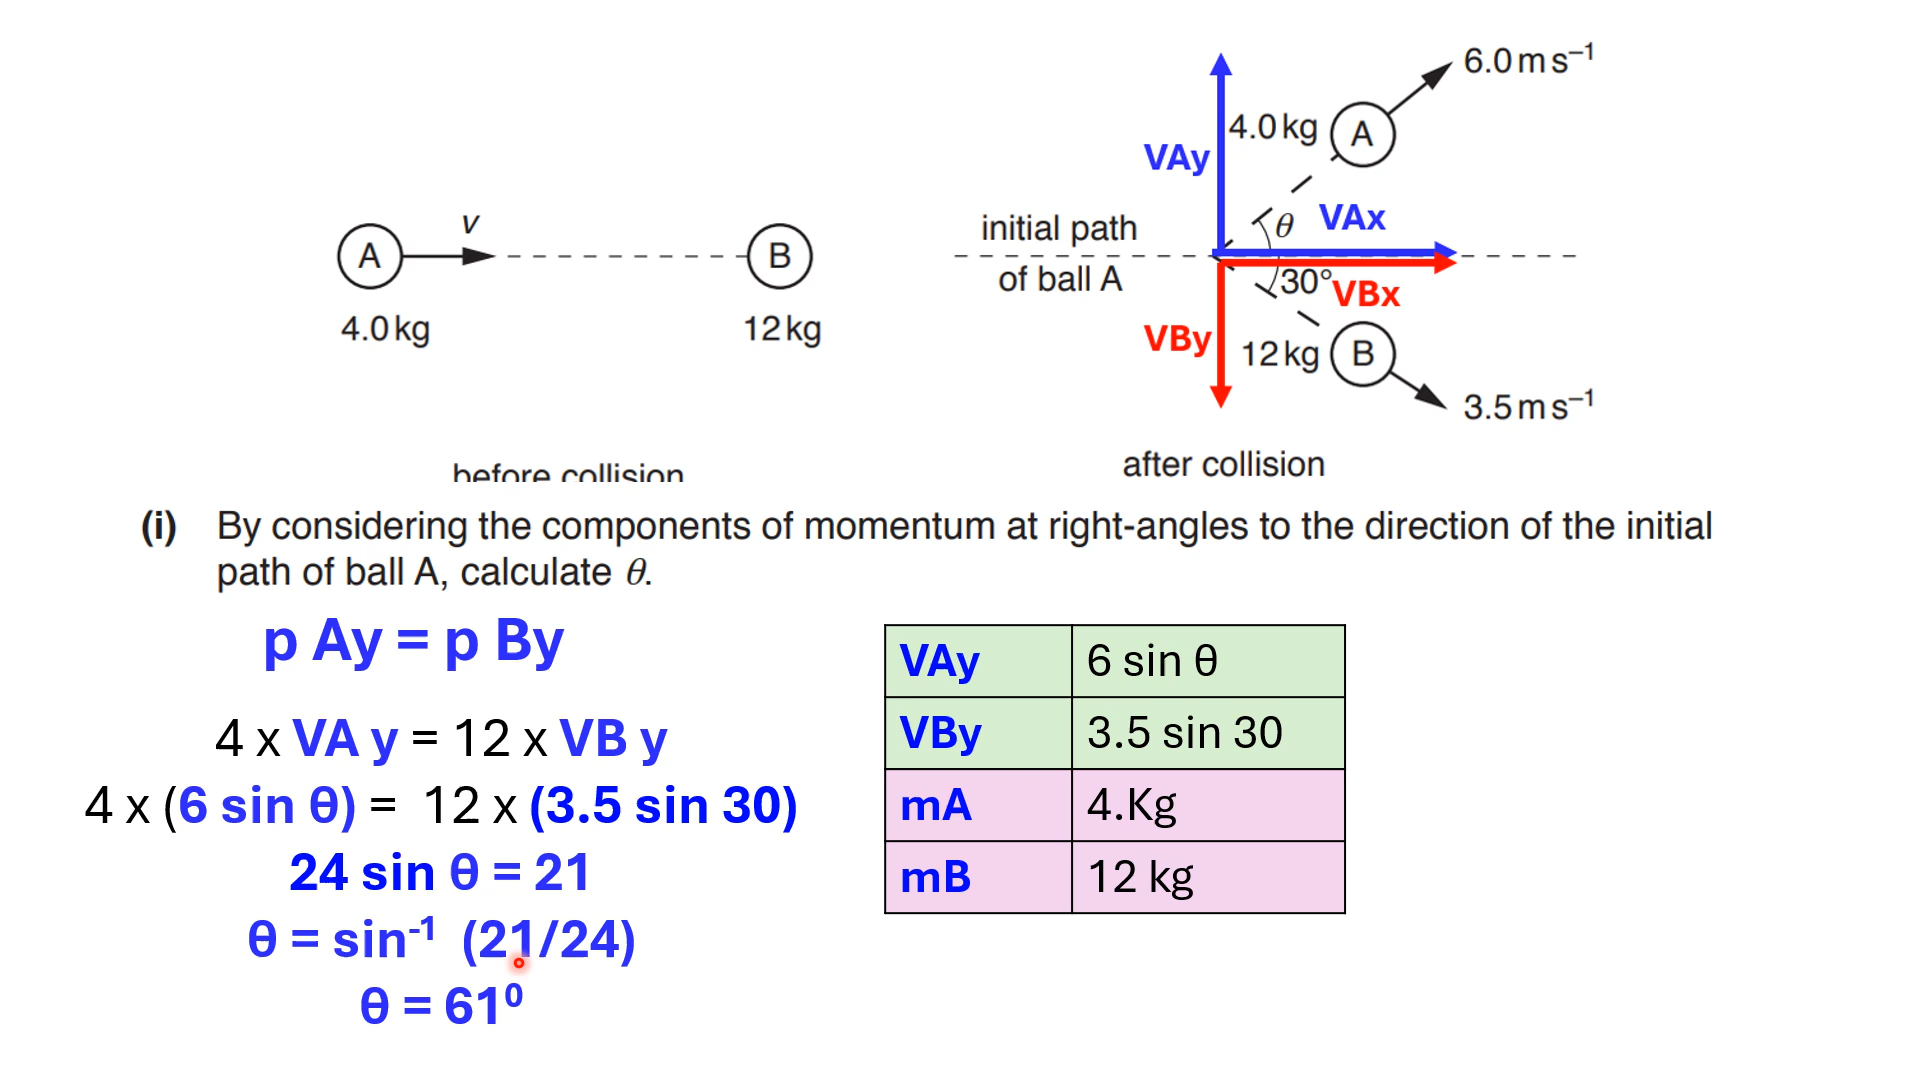 6.0 m s⁻¹
4.0 kg A
VAy
v
initial path θ VAx
A B
of ball A 30° VBx
4.0 kg 12 kg
VBy 12 kg B
3.5 m s⁻¹
before collision
after collision
(i) By considering the components of momentum at right-angles to the direction of the initial
path of ball A, calculate θ.
p Ay = p By
4 x VA y = 12 x VB y
4 x (6 sin θ) = 12 x (3.5 sin 30)
24 sin θ = 21
θ = sin⁻¹ (21/24)
θ = 61⁰
VAy 6 sin θ
VBy 3.5 sin 30
mA 4.Kg
mB 12 kg